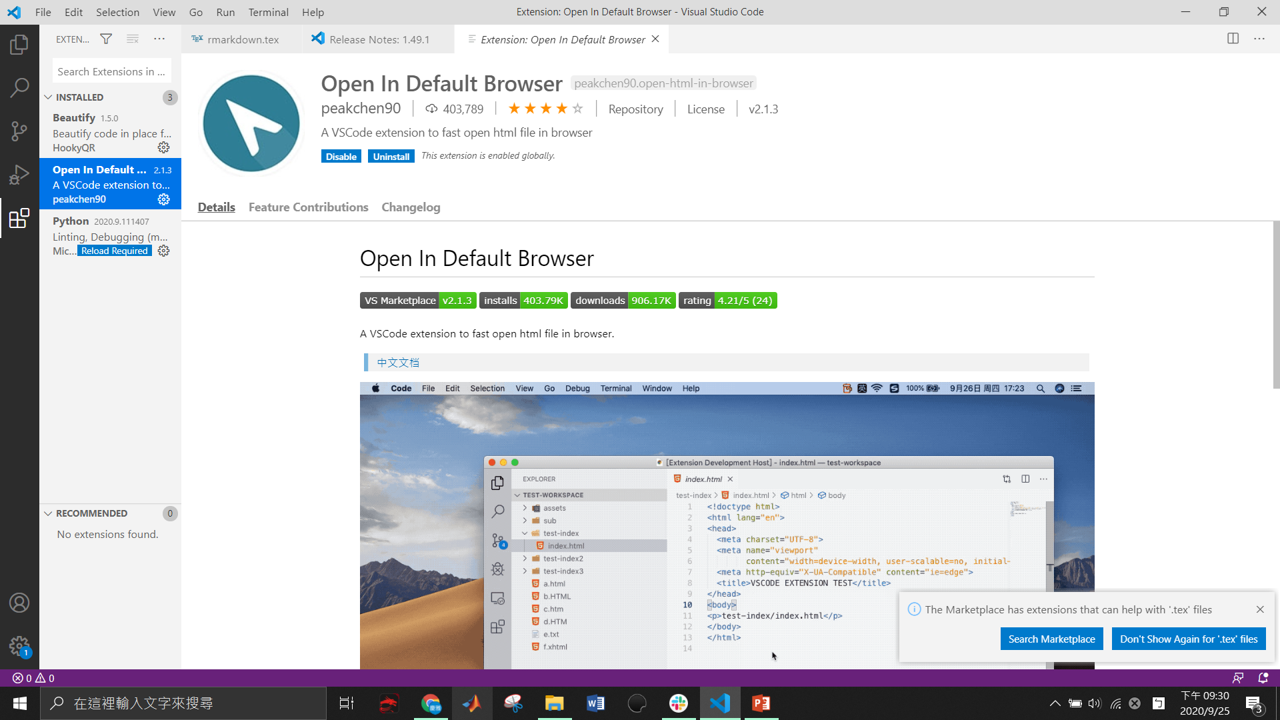 File Edit Selection View Go Run Terminal Help
Extension: Open In Default Browser - Visual Studio Code
EXTEN...
rmarkdown.tex
Release Notes: 1.49.1
Extension: Open In Default Browser
Search Extensions in ...
INSTALLED 3
Beautify 1.5.0
Beautify code in place f...
HookyQR
Open In Default ... 2.1.3
A VSCode extension to...
peakchen90
Python 2020.9.111407
Linting, Debugging (m...
Mic... Reload Required
RECOMMENDED 0
No extensions found.
Open In Default Browser peakchen90.open-html-in-browser
peakchen90 403,789 Repository License v2.1.3
A VSCode extension to fast open html file in browser
Disable Uninstall This extension is enabled globally.
Details Feature Contributions Changelog
Open In Default Browser
VS Marketplace v2.1.3 installs 403.79K downloads 906.17K rating 4.21/5 (24)
A VSCode extension to fast open html file in browser.
中文文档
Code File Edit Selection View Go Debug Terminal Window Help
100% 9月26日 周四 17:23
[Extension Development Host] - index.html — test-workspace
EXPLORER
TEST-WORKSPACE
assets
sub
test-index
index.html
test-index2
test-index3
a.html
b.HTML
c.htm
d.HTM
e.txt
f.xhtml
index.html
test-index > index.html > html > body
1 <!doctype html>
2 <html lang="en">
3 <head>
4 <meta charset="UTF-8">
5 <meta name="viewport"
6 content="width=device-width, user-scalable=no, initial-
7 <meta http-equiv="X-UA-Compatible" content="ie=edge">
8 <title>VSCODE EXTENSION TEST</title>
9 </head>
10 <body>
11 <p>test-index/index.html</p>
12 </body>
13 </html>
14
The Marketplace has extensions that can help with '.tex' files
Search Marketplace Don't Show Again for '.tex' files
1
0 0
在這裡輸入文字來搜尋
下午 09:30
2020/9/25
3